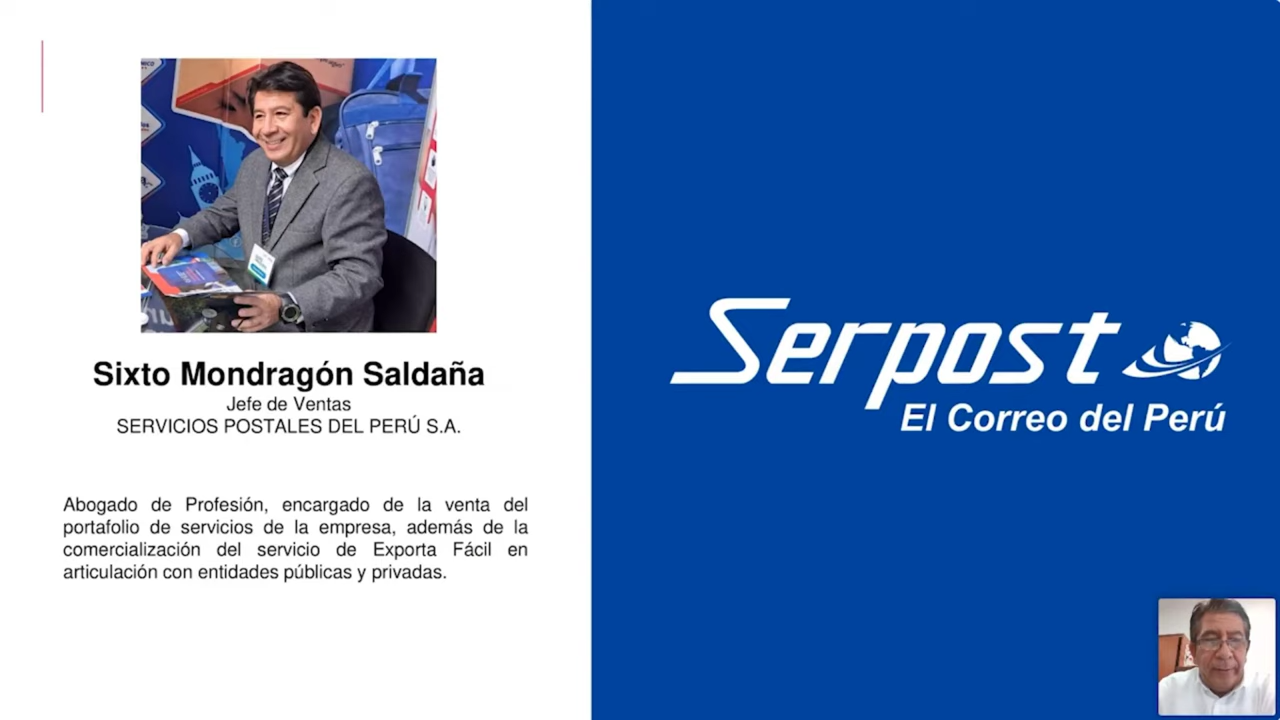 Sixto Mondragón Saldaña
Jefe de Ventas
SERVICIOS POSTALES DEL PERÚ S.A.
Abogado de Profesión, encargado de la venta del
portafolio de servicios de la empresa, además de la
comercialización del servicio de Exporta Fácil en
articulación con entidades públicas y privadas.
Serpost
El Correo del Perú